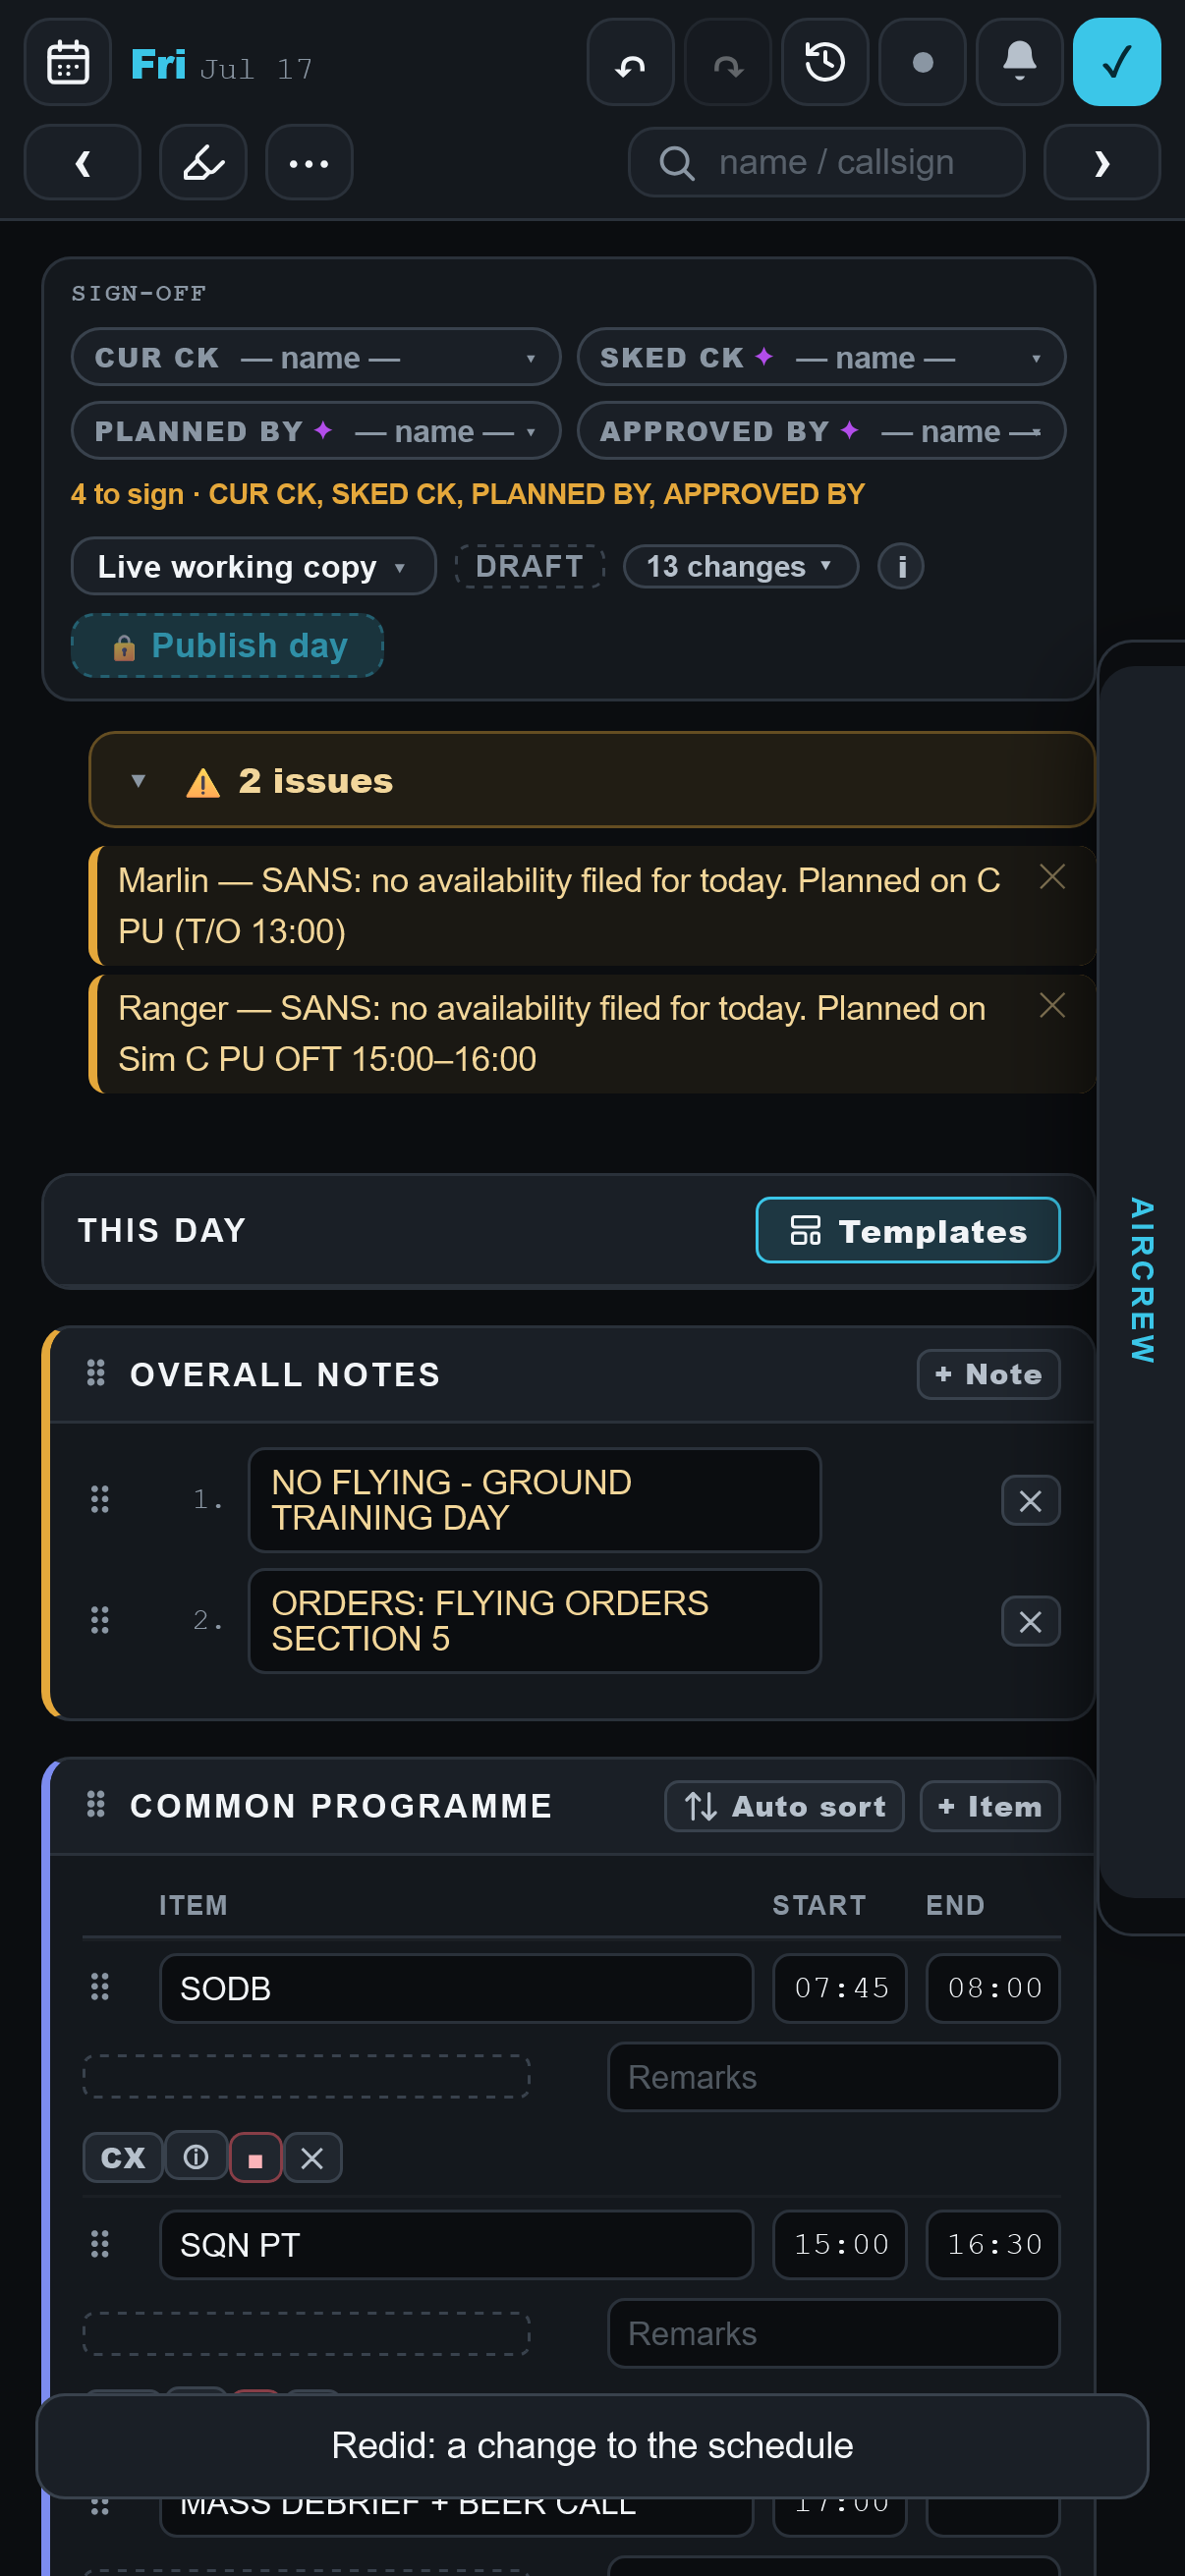 Fri Jul 17
name / callsign
SIGN-OFF
CUR CK — name —
SKED CK ✦ — name —
PLANNED BY ✦ — name —
APPROVED BY ✦ — name —
4 to sign · CUR CK, SKED CK, PLANNED BY, APPROVED BY
Live working copy
DRAFT
13 changes
i
Publish day
2 issues
Marlin — SANS: no availability filed for today. Planned on C
PU (T/O 13:00)
Ranger — SANS: no availability filed for today. Planned on
Sim C PU OFT 15:00–16:00
AIRCREW
THIS DAY
Templates
OVERALL NOTES
+ Note
1. NO FLYING - GROUND
TRAINING DAY
2. ORDERS: FLYING ORDERS
SECTION 5
COMMON PROGRAMME
Auto sort
+ Item
ITEM START END
SODB 07:45 08:00
Remarks
CX
SQN PT 15:00 16:30
Remarks
Redid: a change to the schedule
MASS DEBRIEF + BEER CALL 17:00